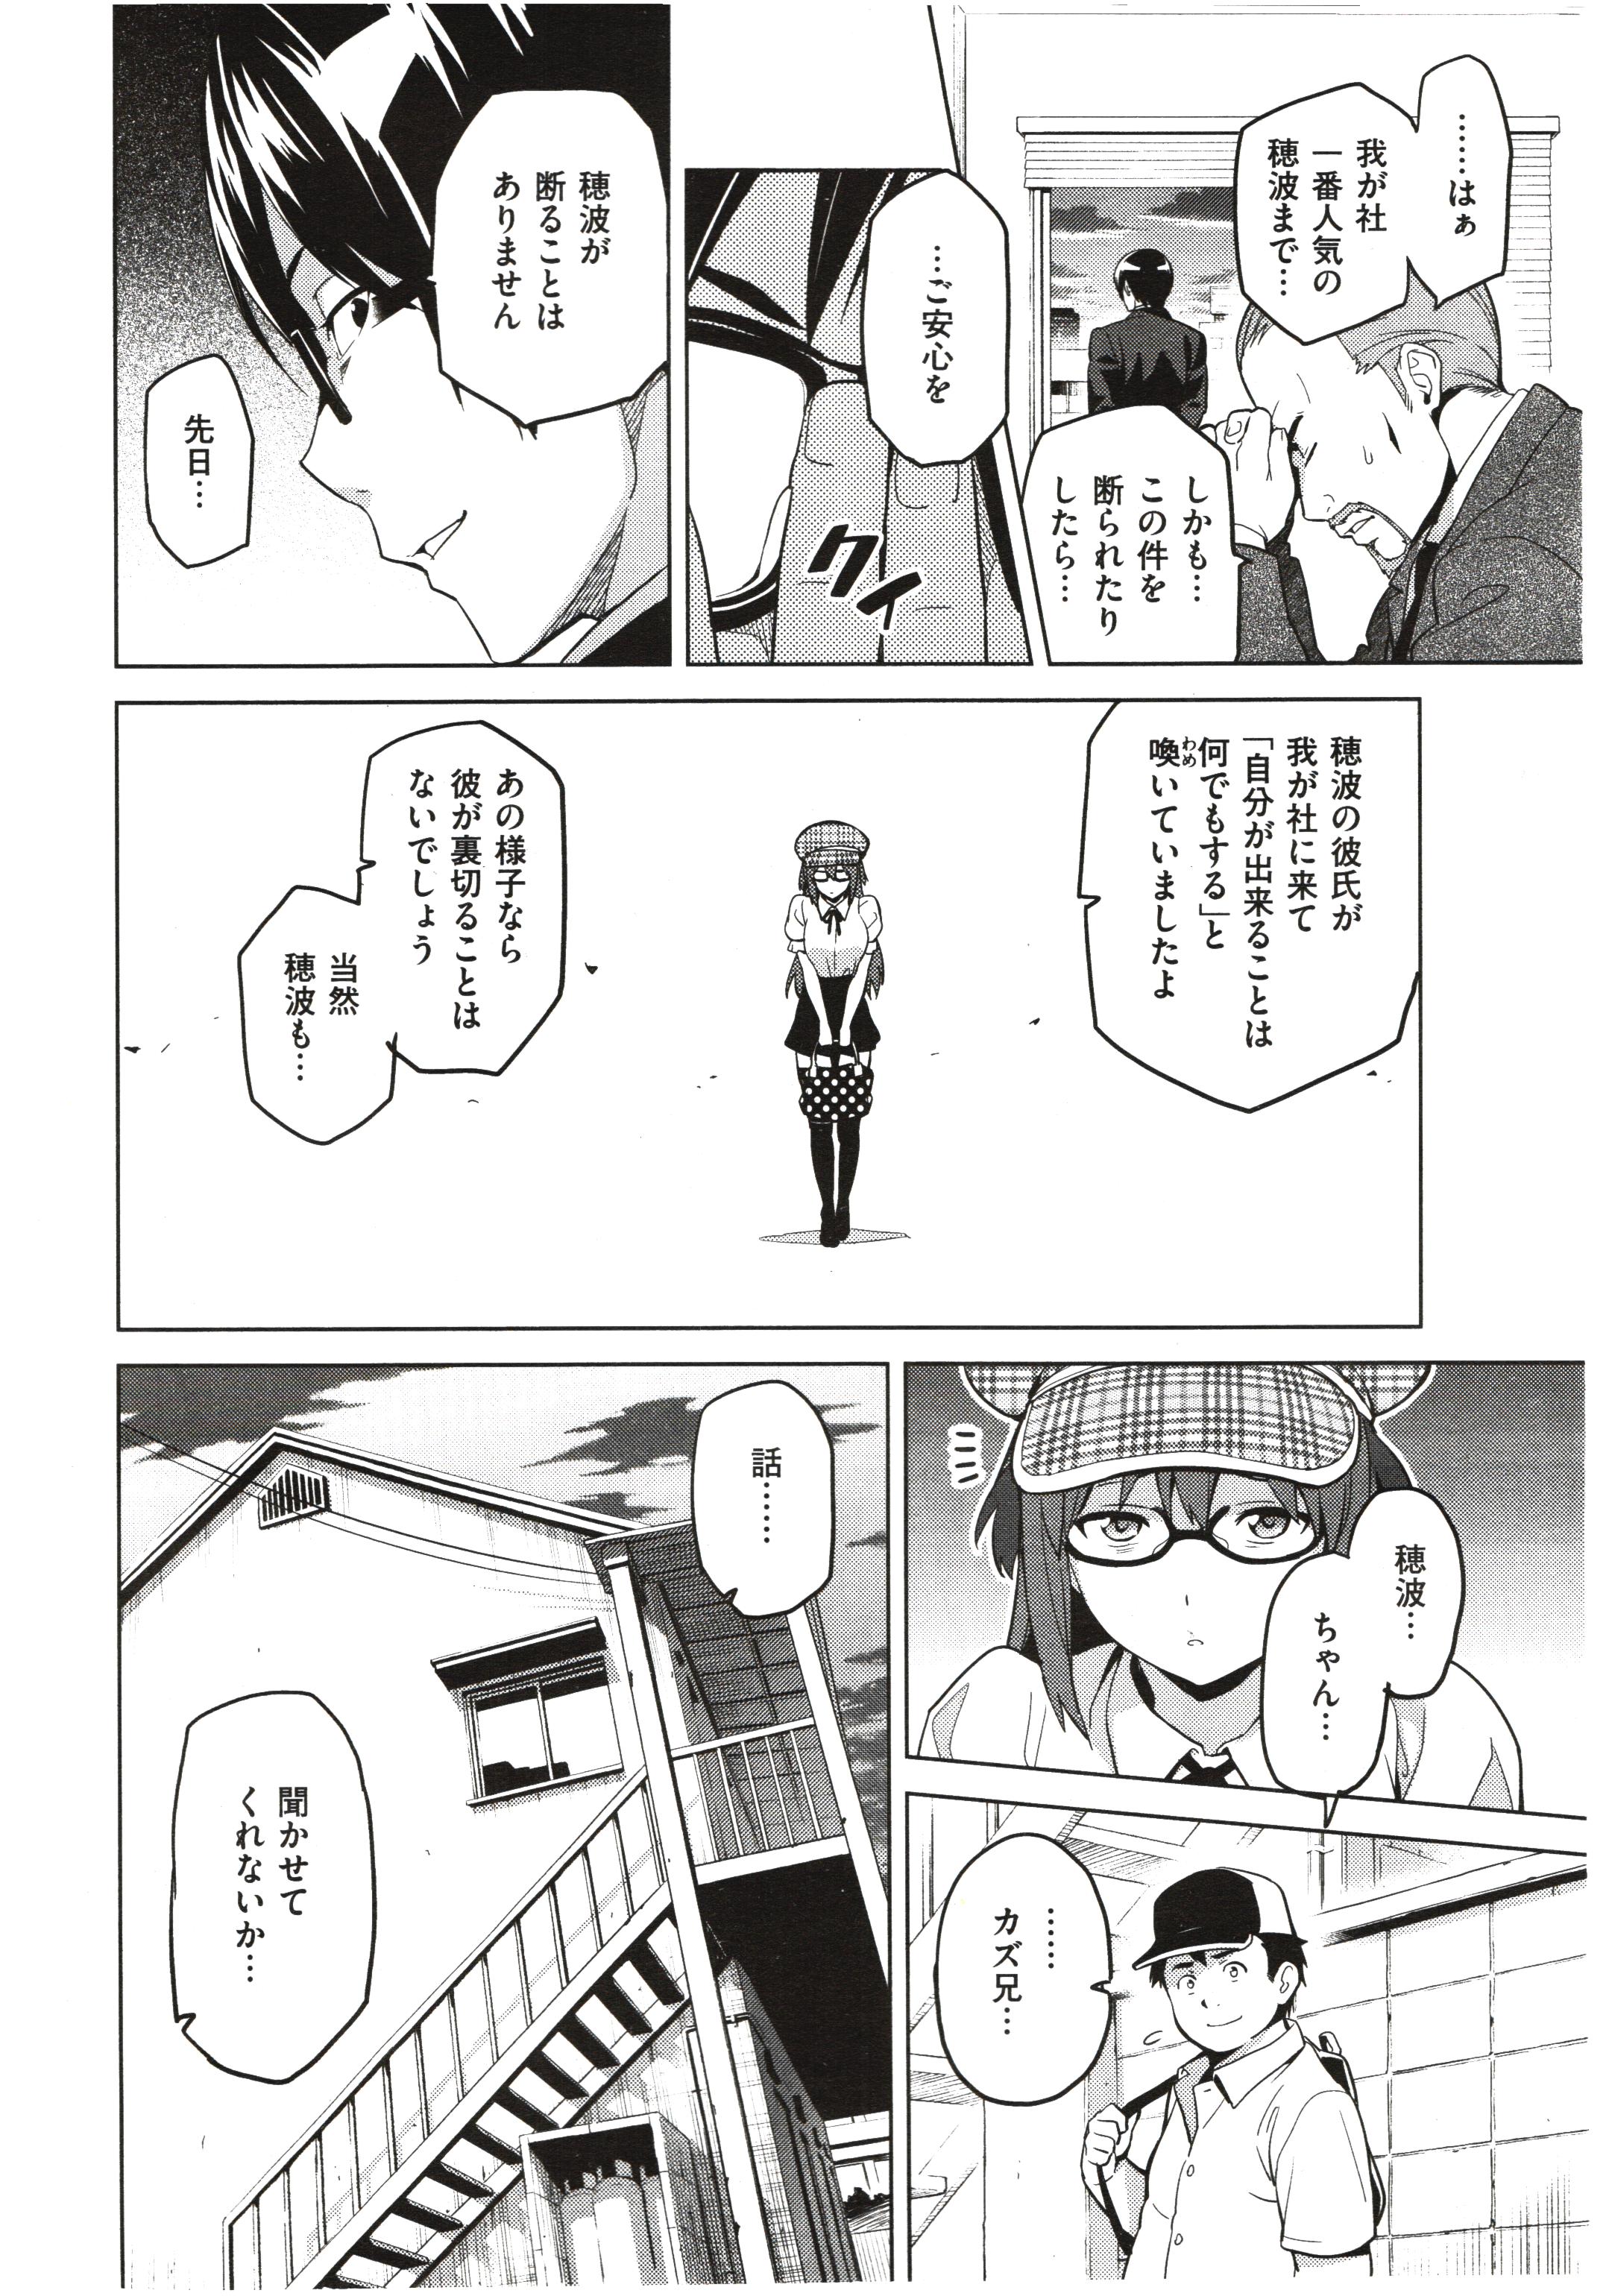 ……はぁ
我が社
一番人気の
穂波まで…
しかも…
この件を
断られたり
したら…
…ご安心を
クイ
穂波が
断ることは
ありません
先日…
穂波の彼氏が
我が社に来て
「自分が出来ることは
何でもする」と
喚いていましたよ
わめ
あの様子なら
彼が裏切ることは
ないでしょう
当然
穂波も…
穂波…
ちゃん…
……
カズ兄…
話……
聞かせて
くれないか…